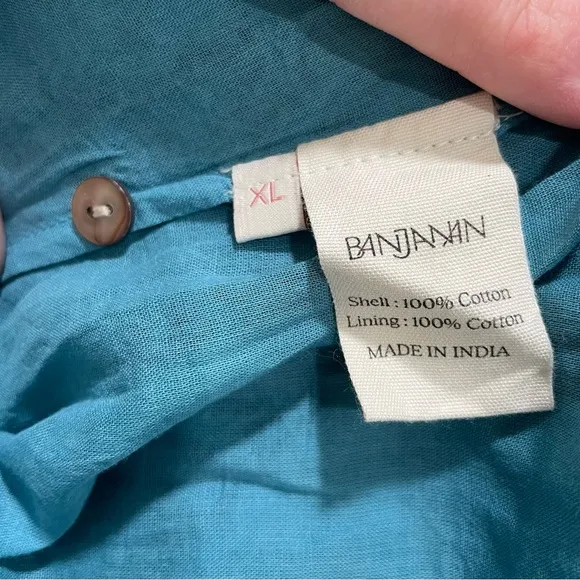 XL
BANJANAN
Shell : 100% Cotton
Lining : 100% Cotton
MADE IN INDIA